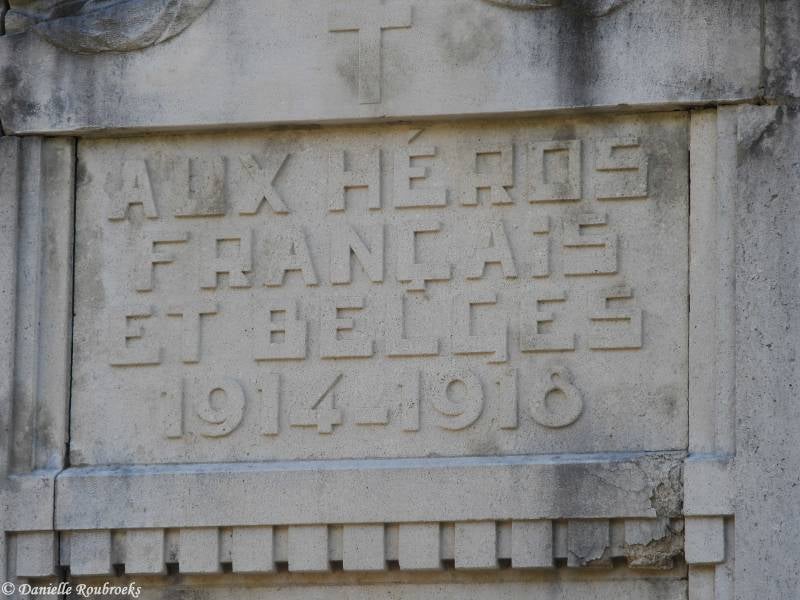 AUX HÉROS
FRANÇAiS
ET BELGES
1914-1918
© Danielle Roubroeks